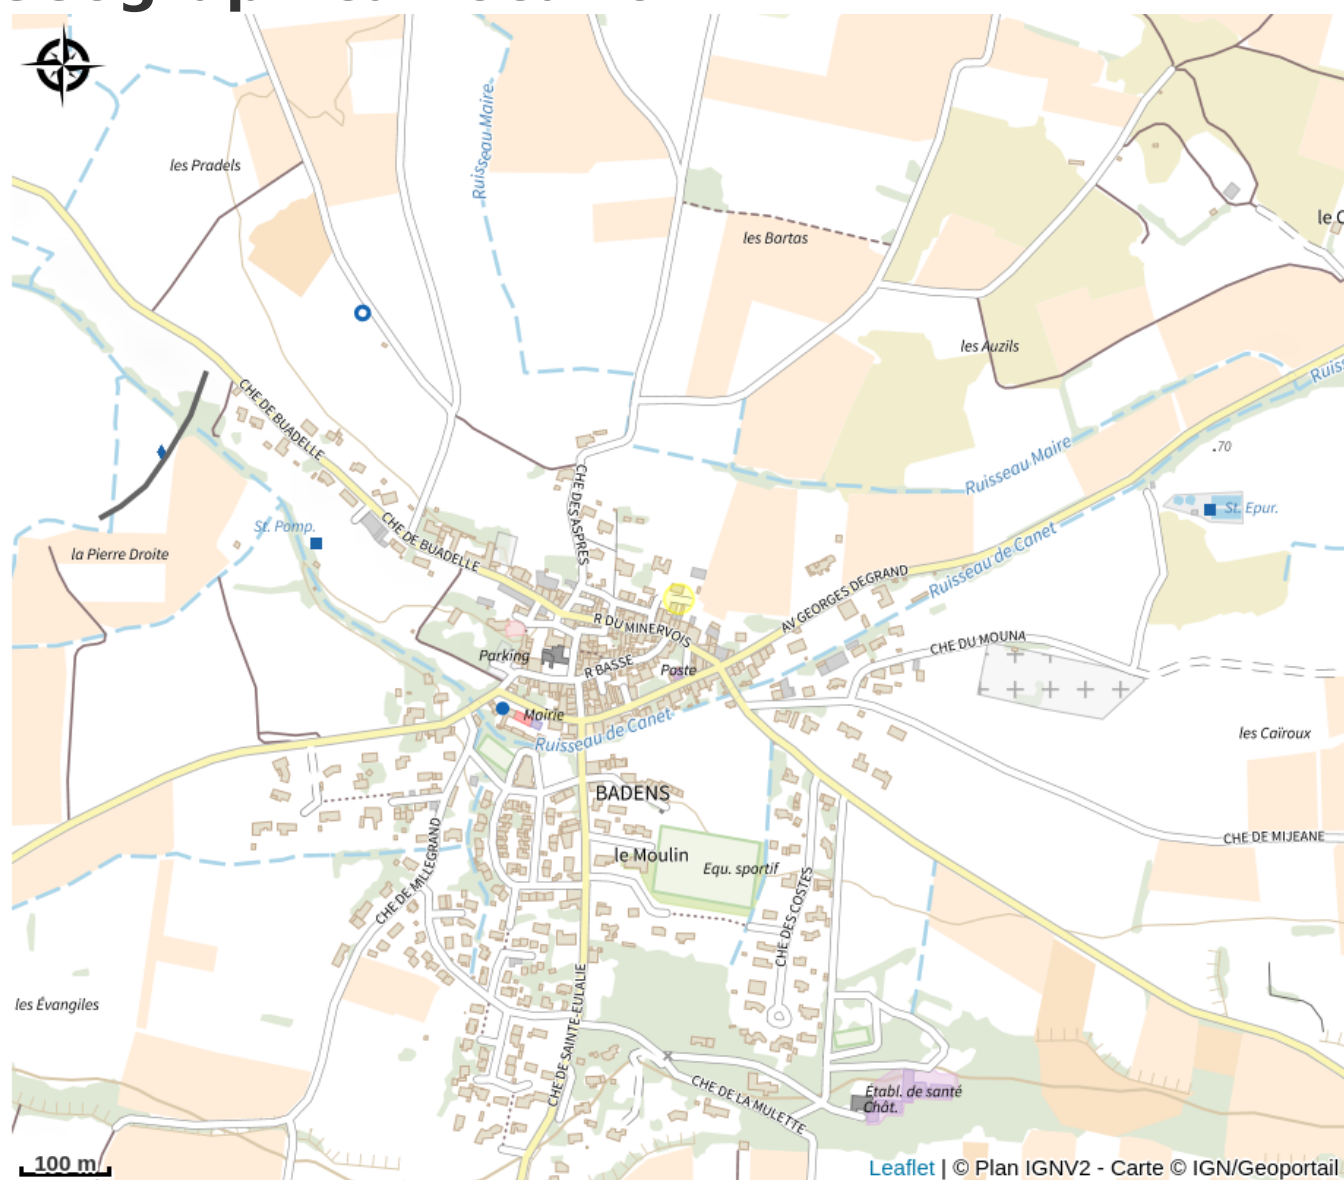 les Pradels
Ruisseau Maire
les Bartas
le C
les Auzils
Ruiss
CHE DE BUADELLE
.70
Ruisseau Maire
CHE DES ASPRES
St. Epur.
St. Pomp.
CHE DE BUADELLE
la Pierre Droite
Ruisseau de Canet
AV GEORGES DEGRAND
R DU MINERVOIS
CHE DU MOUNA
Parking
R BASSE
Poste
Mairie
Ruisseau de Canet
les Caïroux
BADENS
CHE DE MIJEANE
le Moulin
Equ. sportif
CHE DE MILLEGRAND
CHE DES COSTES
les Évangiles
CHE DE SAINTE-EULALIE
CHE DE LA MULETTE
Établ. de santé
Chât.
100 m
Leaflet | © Plan IGNV2 - Carte © IGN/Geoportail